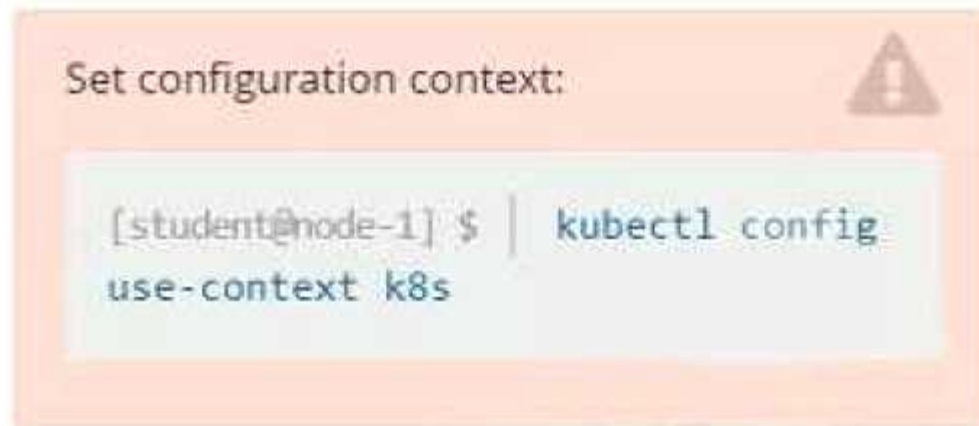 Set configuration context:
[student@node-1] $ | kubectl config
use-context k8s